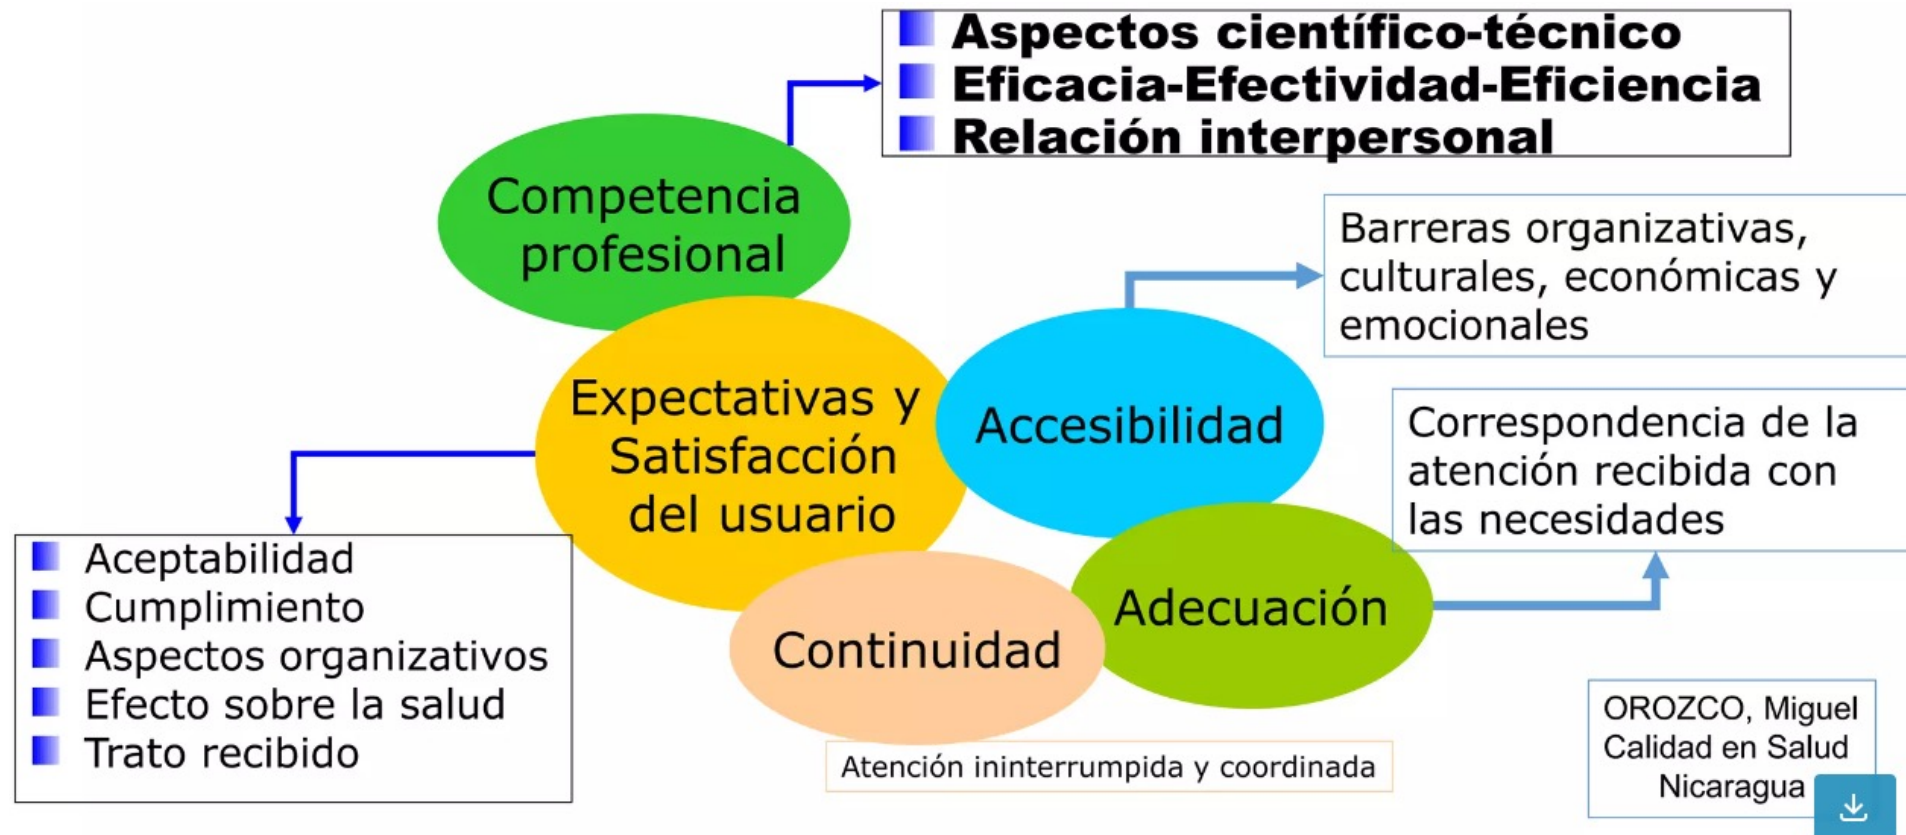 Aspectos científico-técnico
Eficacia-Efectividad-Eficiencia
Relación interpersonal
Competencia
profesional
Barreras organizativas,
culturales, económicas y
emocionales
Expectativas y
Satisfacción
del usuario
Accesibilidad
Correspondencia de la
atención recibida con
las necesidades
Aceptabilidad
Cumplimiento
Aspectos organizativos
Efecto sobre la salud
Trato recibido
Continuidad
Adecuación
Atención ininterrumpida y coordinada
OROZCO, Miguel
Calidad en Salud
Nicaragua